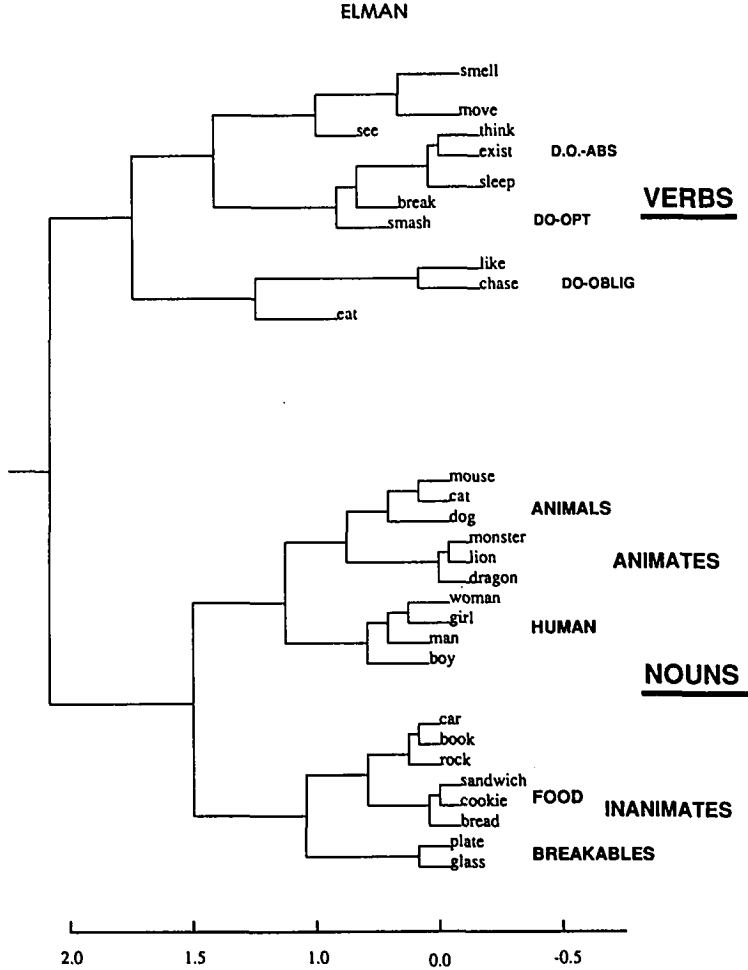 ELMAN
smell
move
see
think
exist D.O.-ABS
sleep
VERBS
break
smash DO-OPT
like
chase DO-OBLIG
eat
mouse
cat
ANIMALS
dog
monster
lion ANIMATES
dragon
woman
girl
HUMAN
man
boy
NOUNS
car
book
rock
sandwich
cookie FOOD INANIMATES
bread
plate
BREAKABLES
glass
2.0 1.5 1.0 0.0 -0.5